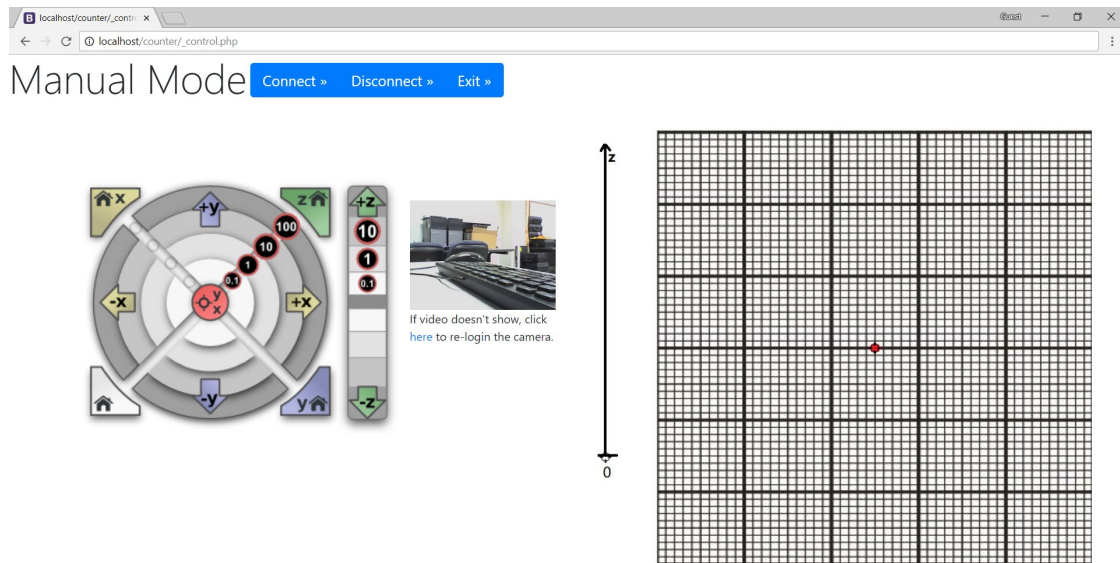 localhost/counter/_contro
Guest
localhost/counter/_control.php
Manual Mode
Connect » Disconnect » Exit »
x
+y
z
100
10
1
0.1
-x
y
x
+x
-y
y
+z
10
1
0.1
-z
If video doesn't show, click
here to re-login the camera.
z
0